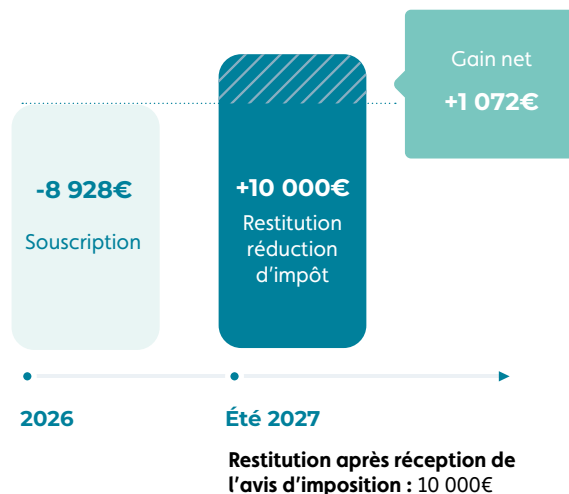 Gain net
+1 072€
-8 928€
Souscription
+10 000€
Restitution
réduction
d'impôt
2026
Été 2027
Restitution après réception de
l'avis d'imposition : 10 000€